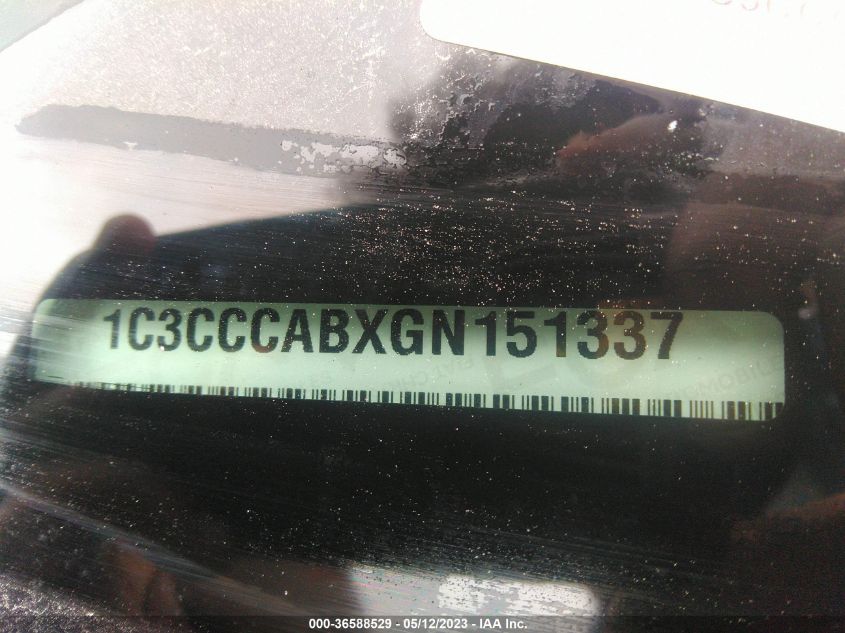 1C3CCCABXGN151337
000-36588529 - 05/12/2023 - IAA Inc.